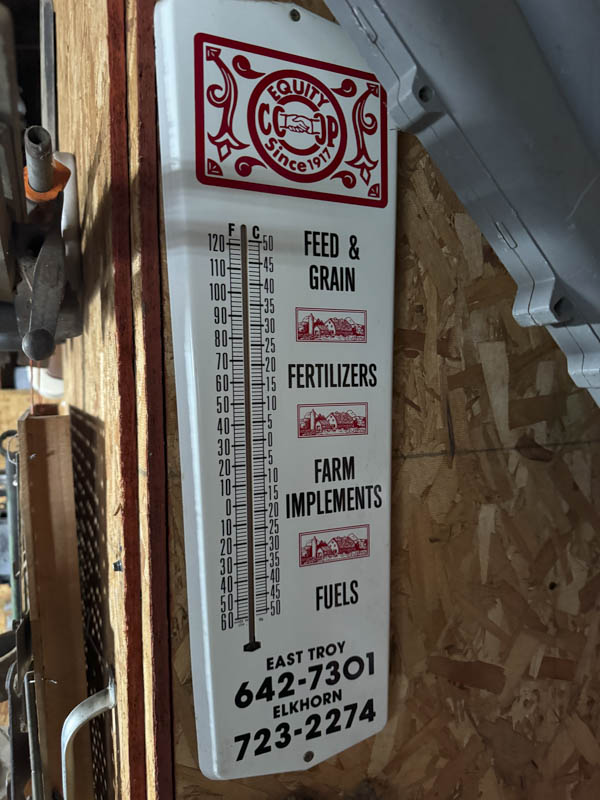 EQUITY
CO-OP
Since 1917
F C
120 50
110 45
100 40
90 35
80 30
70 25
60 20
50 15
40 10
30 5
20 0
10 5
0 10
10 15
20 20
30 25
40 30
50 35
60 40
45
50
FEED &
GRAIN
FERTILIZERS
FARM
IMPLEMENTS
FUELS
EAST TROY
642-7301
ELKHORN
723-2274